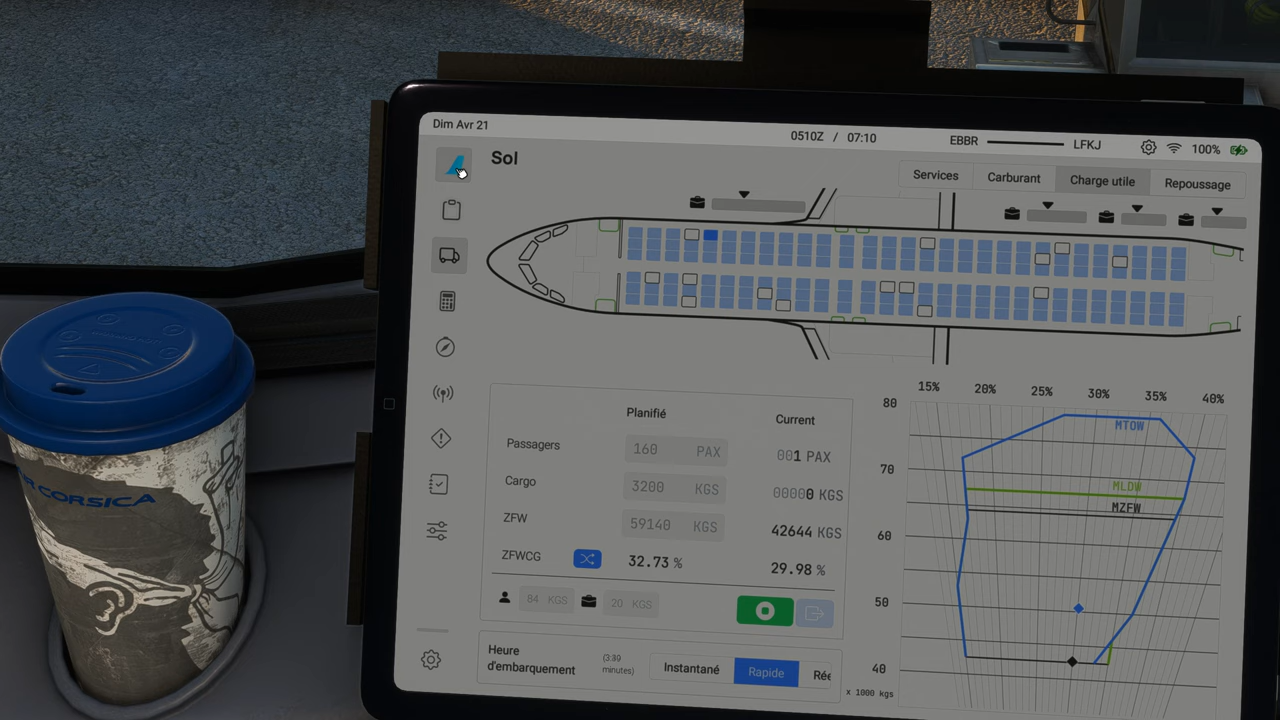 Dim Avr 21
0510Z / 07:10
EBBR
LFKJ
100%
Sol
Services
Carburant
Charge utile
Repoussage
Planifié
Current
Passagers
160 PAX
001 PAX
Cargo
3200 KGS
00000 KGS
ZFW
59140 KGS
42644 KGS
ZFWCG
32.73 %
29.98 %
84 KGS
20 KGS
Heure
d'embarquement
(3:39
minutes)
Instantané
Rapide
Rée
15% 20% 25% 30% 35% 40%
80
MTOW
70
MLDW
MZFW
60
50
40
x 1000 kgs
R CORSICA